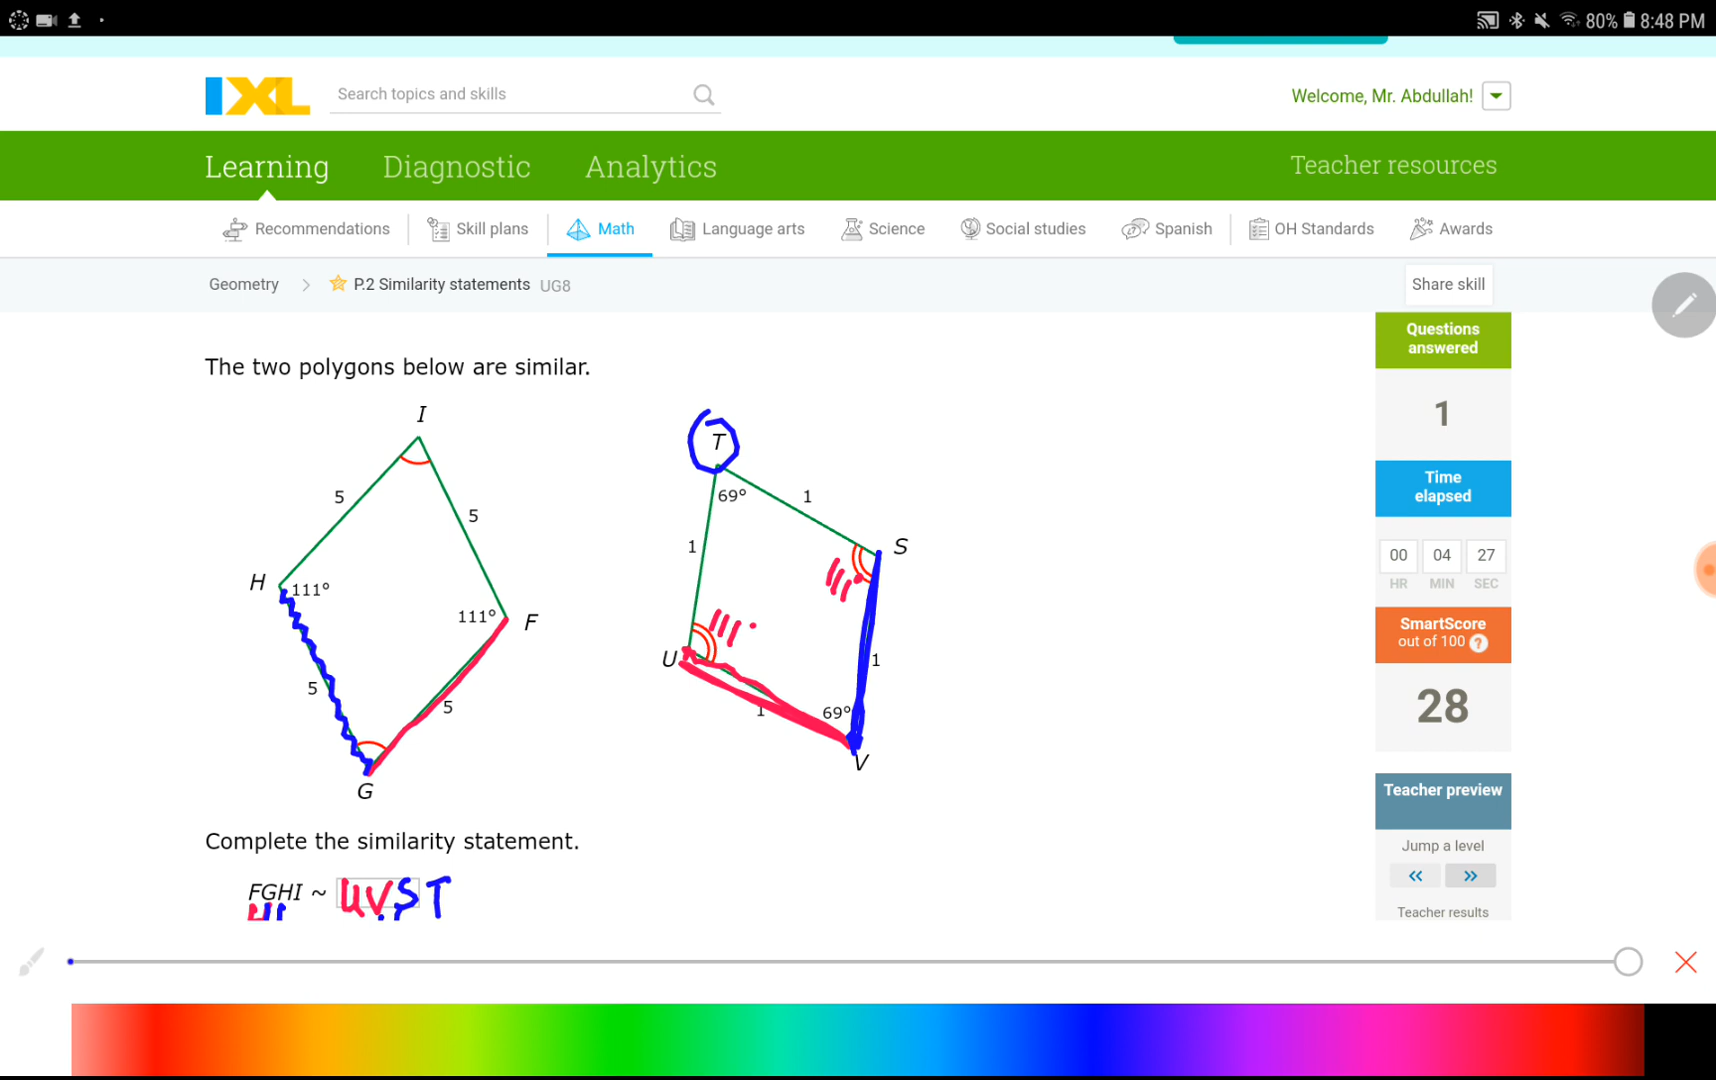 80% 8:48 PM
IXL
Search topics and skills
Welcome, Mr. Abdullah!
Learning Diagnostic Analytics Teacher resources
Recommendations Skill plans Math Language arts Science Social studies Spanish OH Standards Awards
Geometry > P.2 Similarity statements UG8
Share skill
Questions answered
1
Time elapsed
00 04 27
HR MIN SEC
SmartScore
out of 100 ?
28
Teacher preview
Jump a level
Teacher results
The two polygons below are similar.
I
5
5
H
111°
111°
F
5
5
G
T
69°
1
1
S
U
1
1
69°
V
Complete the similarity statement.
FGHI ~ UVST